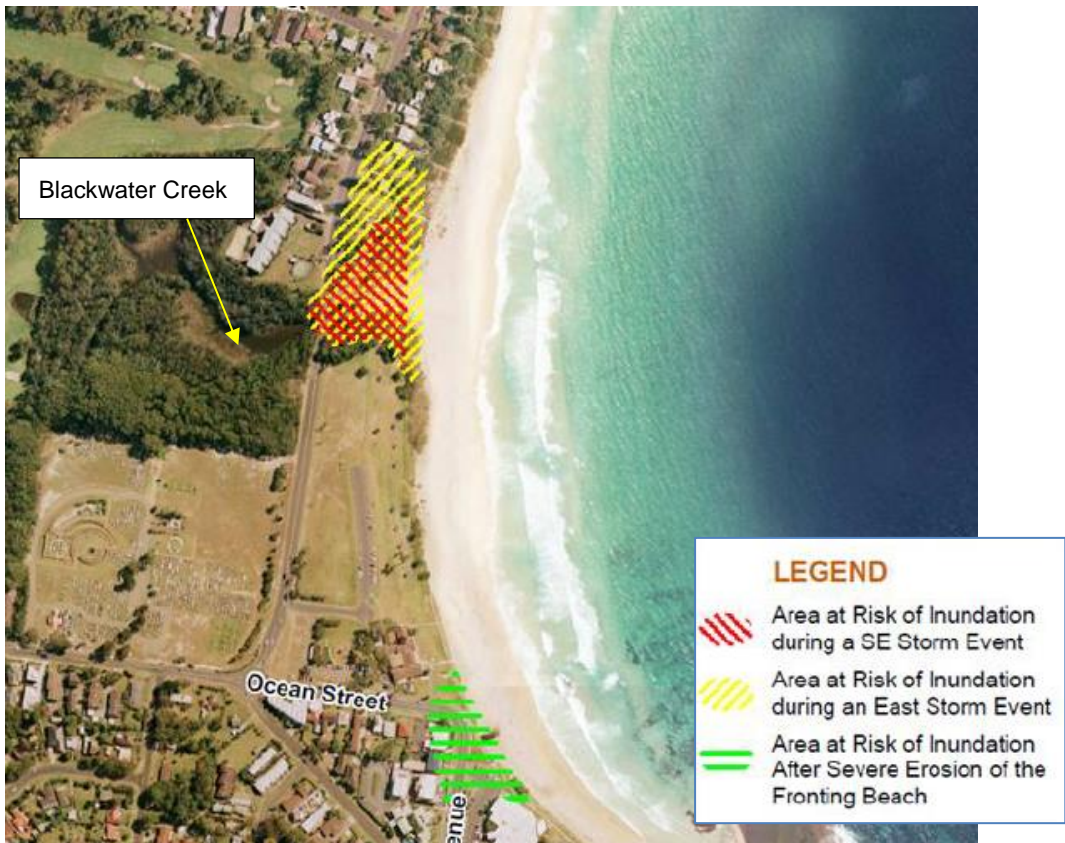 Blackwater Creek
Ocean Street
enue
LEGEND
Area at Risk of Inundation
during a SE Storm Event
Area at Risk of Inundation
during an East Storm Event
Area at Risk of Inundation
After Severe Erosion of the
Fronting Beach